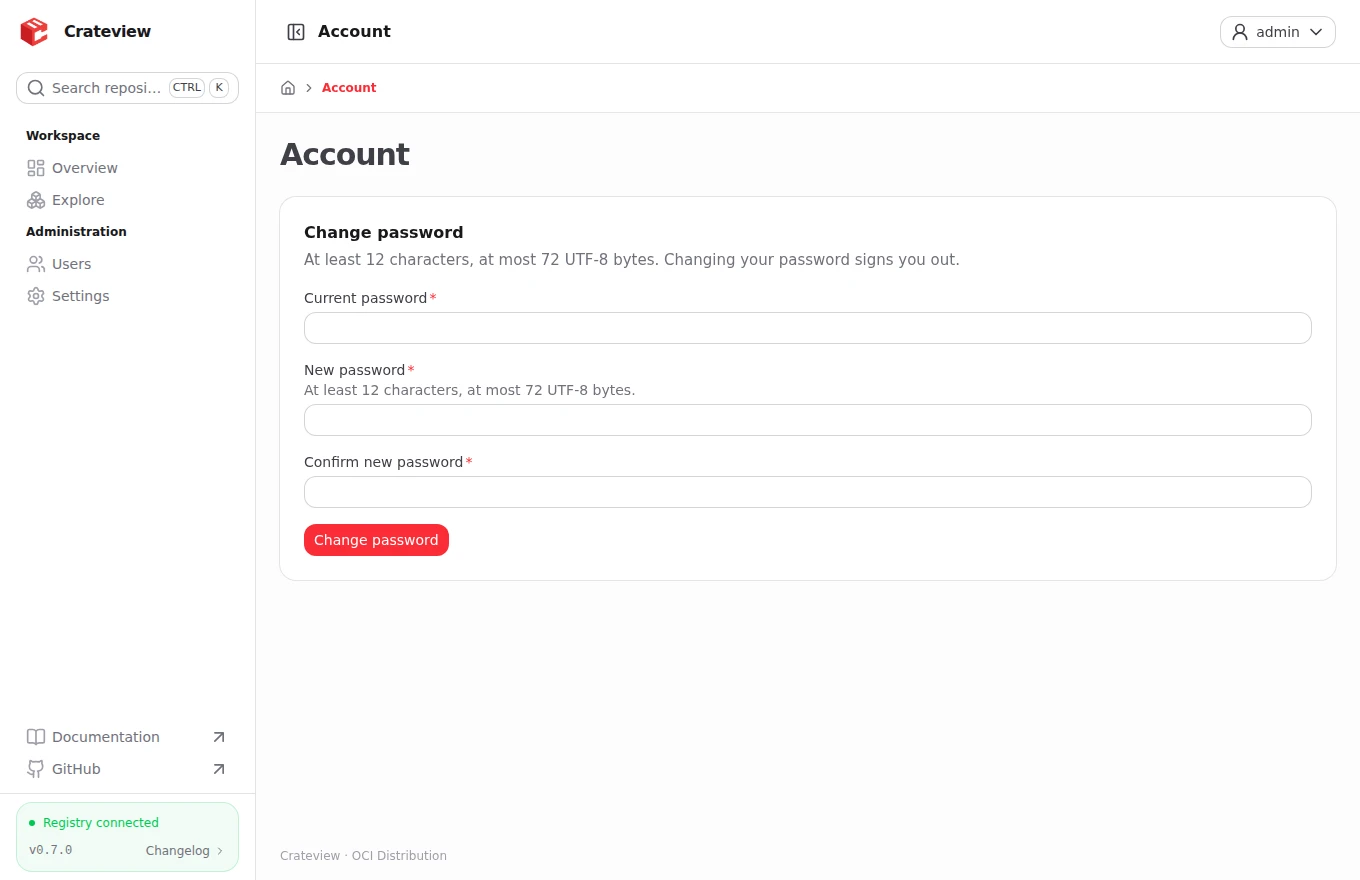 Crateview
Search reposi... CTRL K
Workspace
Overview
Explore
Administration
Users
Settings
Documentation
GitHub
Registry connected
v0.7.0 Changelog
Account
admin
Account
Account
Change password
At least 12 characters, at most 72 UTF-8 bytes. Changing your password signs you out.
Current password*
New password*
At least 12 characters, at most 72 UTF-8 bytes.
Confirm new password*
Change password
Crateview · OCI Distribution